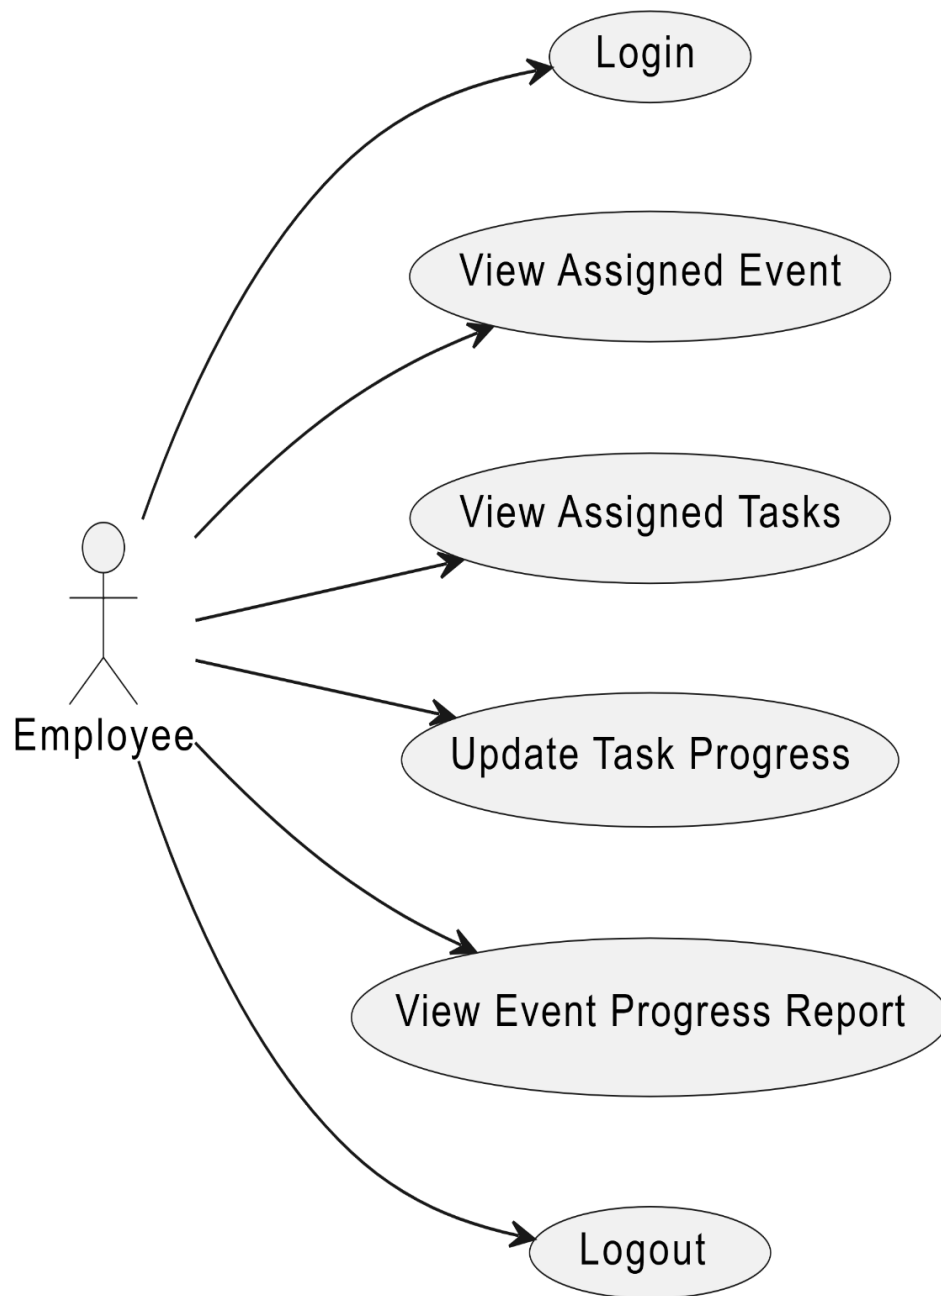 Login
View Assigned Event
View Assigned Tasks
Update Task Progress
Employee
View Event Progress Report
Logout